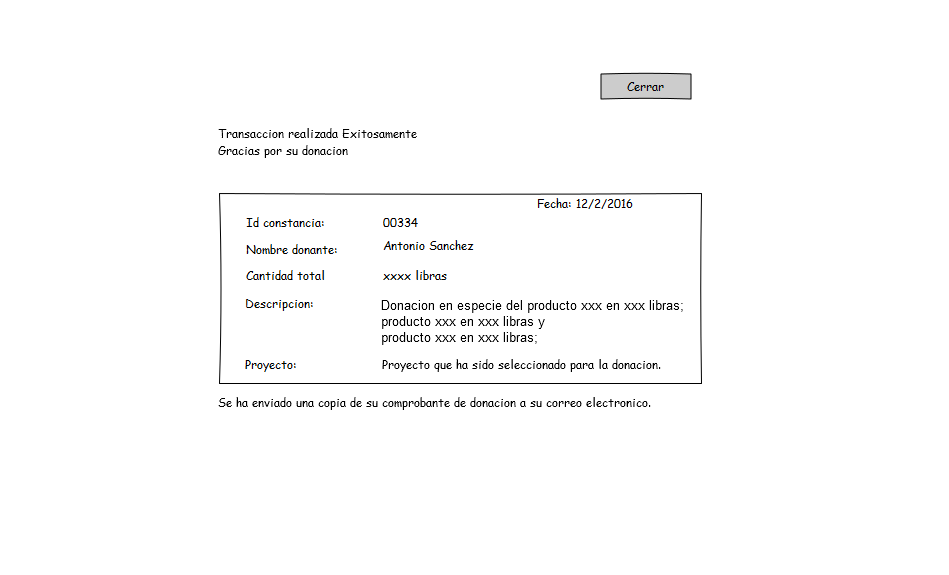 Cerrar
Transaccion realizada Exitosamente
Gracias por su donacion
Fecha: 12/2/2016
Id constancia: 00334
Nombre donante: Antonio Sanchez
Cantidad total xxxx libras
Descripcion: Donacion en especie del producto xxx en xxx libras;
producto xxx en xxx libras y
producto xxx en xxx libras;
Proyecto: Proyecto que ha sido seleccionado para la donacion.
Se ha enviado una copia de su comprobante de donacion a su correo electronico.